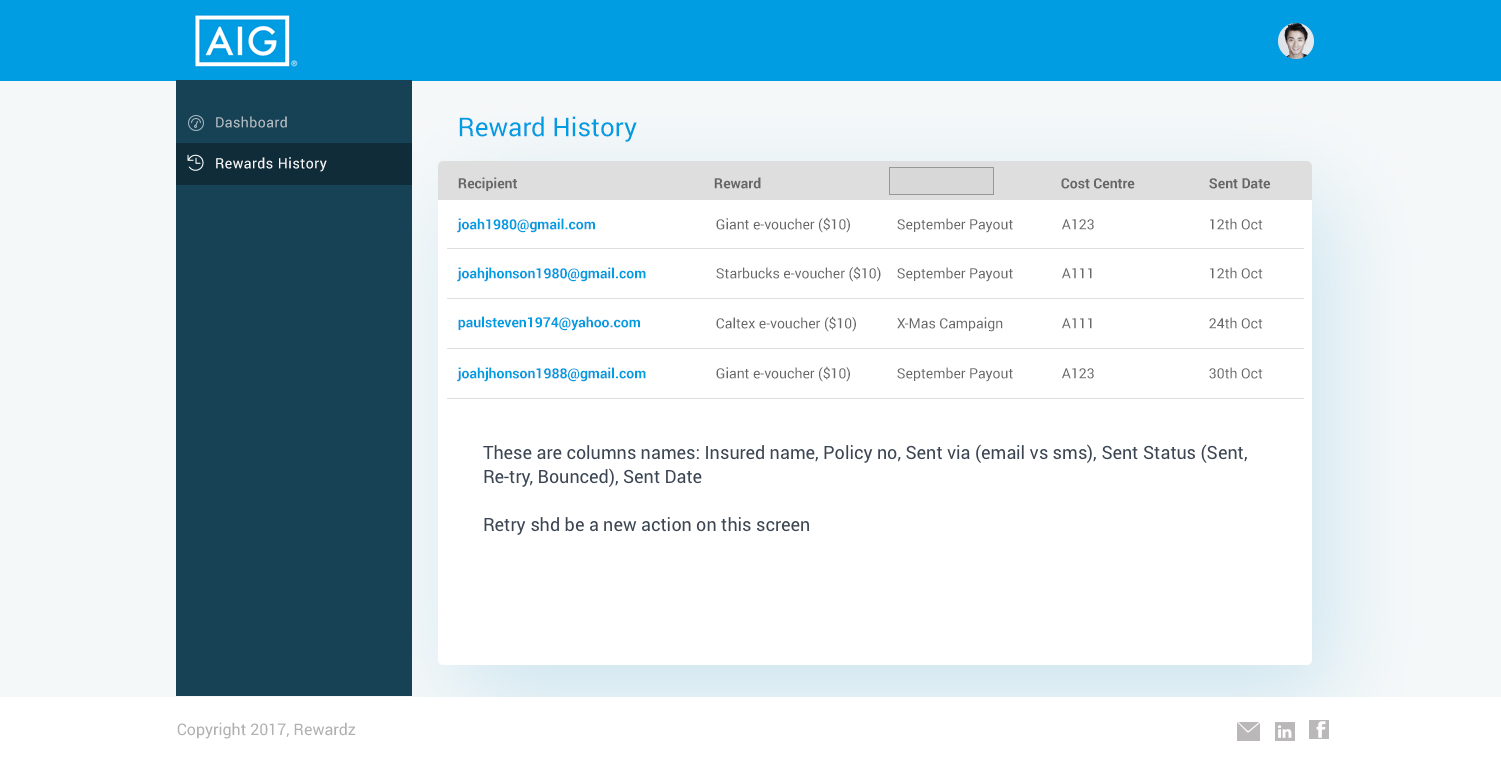 AIG®
Dashboard
Rewards History
Reward History
Recipient Reward Cost Centre Sent Date
joah1980@gmail.com Giant e-voucher ($10) September Payout A123 12th Oct
joahjhonson1980@gmail.com Starbucks e-voucher ($10) September Payout A111 12th Oct
paulsteven1974@yahoo.com Caltex e-voucher ($10) X-Mas Campaign A111 24th Oct
joahjhonson1988@gmail.com Giant e-voucher ($10) September Payout A123 30th Oct
These are columns names: Insured name, Policy no, Sent via (email vs sms), Sent Status (Sent,
Re-try, Bounced), Sent Date
Retry shd be a new action on this screen
Copyright 2017, Rewardz
in f